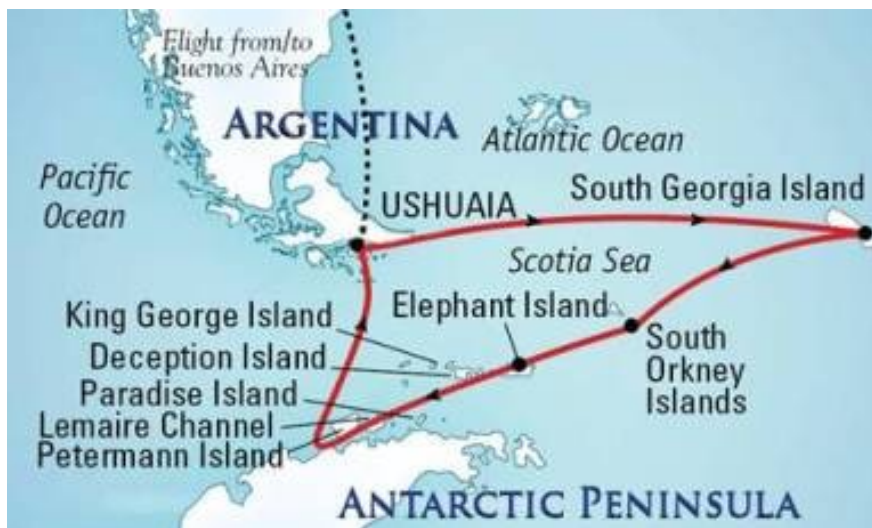 Flight from/to
Buenos Aires
ARGENTINA
Atlantic Ocean
Pacific
Ocean
USHUAIA
South Georgia Island
Scotia Sea
King George Island
Elephant Island
Deception Island
South
Orkney
Islands
Paradise Island
Lemaire Channel
Petermann Island
ANTARCTIC PENINSULA